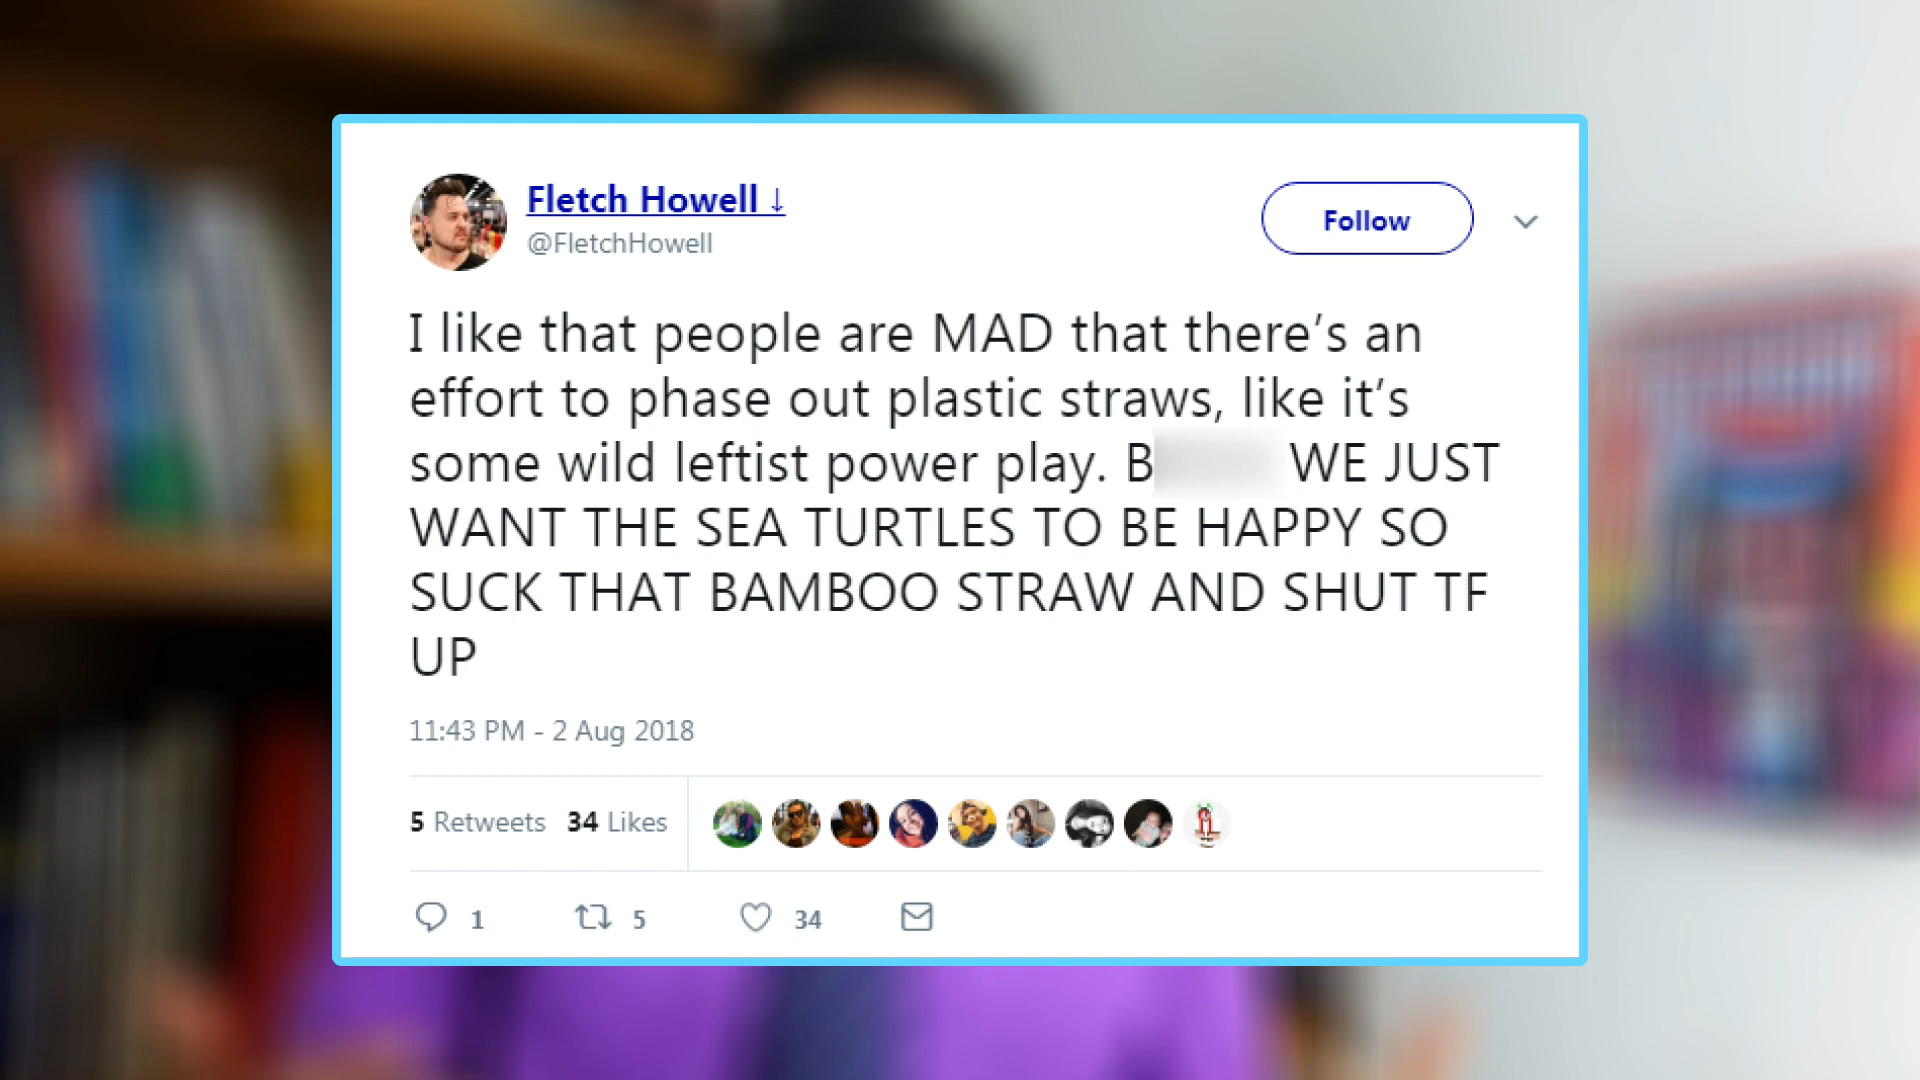 Fletch Howell ↓
@FletchHowell
Follow
I like that people are MAD that there’s an
effort to phase out plastic straws, like it’s
some wild leftist power play. B WE JUST
WANT THE SEA TURTLES TO BE HAPPY SO
SUCK THAT BAMBOO STRAW AND SHUT TF
UP
11:43 PM - 2 Aug 2018
5 Retweets 34 Likes
1 5 34